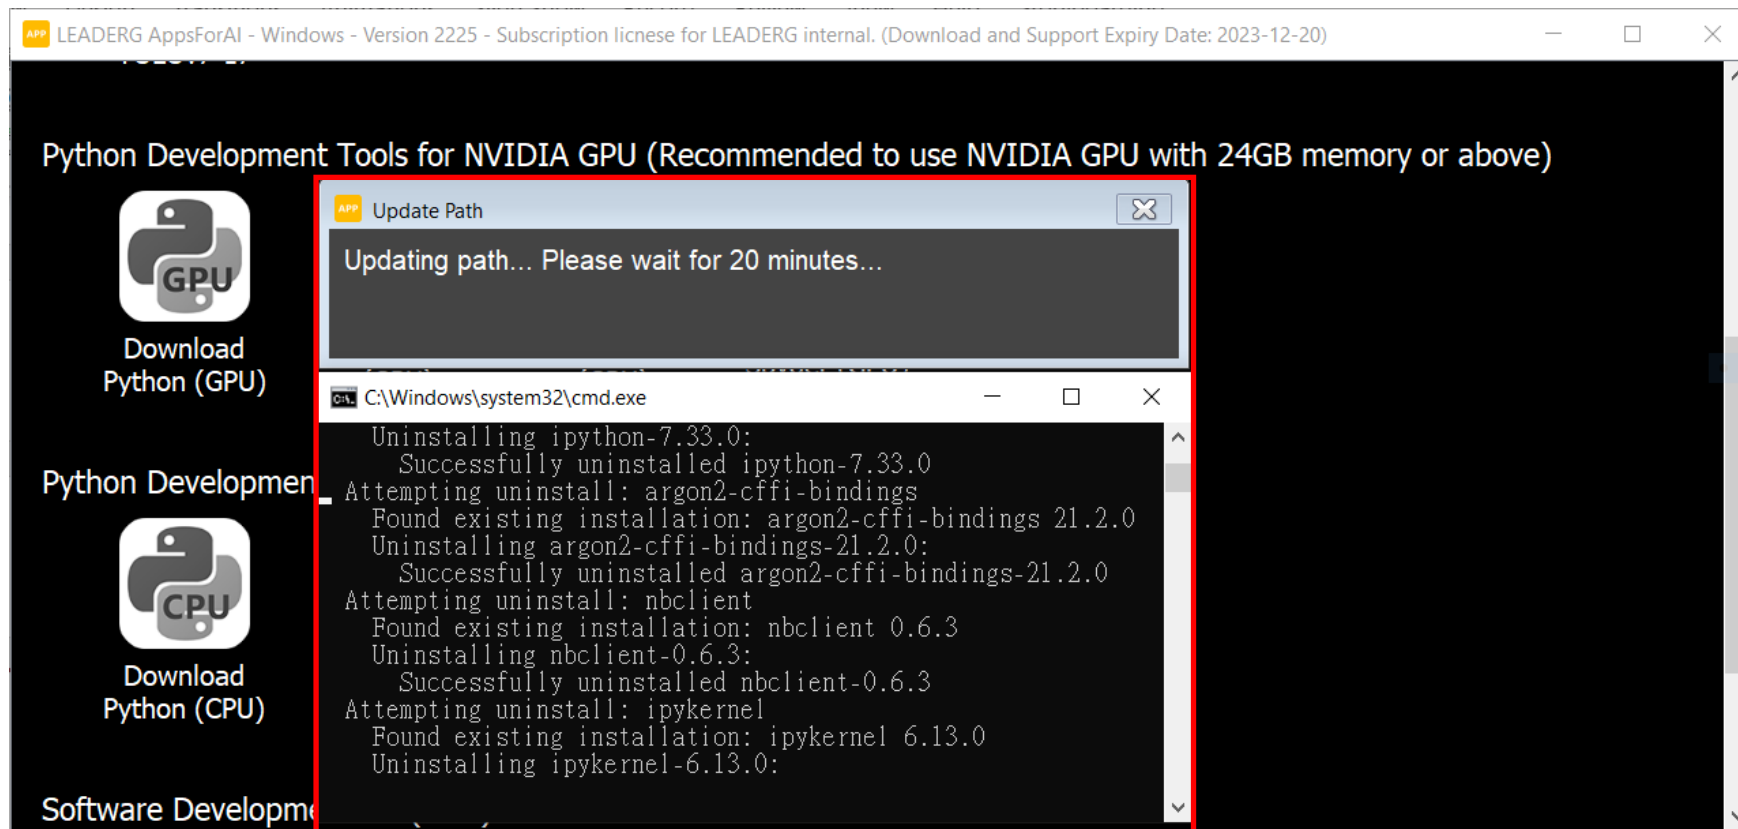 APP LEADERG AppsForAI - Windows - Version 2225 - Subscription licnese for LEADERG internal. (Download and Support Expiry Date: 2023-12-20)
Python Development Tools for NVIDIA GPU (Recommended to use NVIDIA GPU with 24GB memory or above)
GPU
Download
Python (GPU)
APP Update Path
Updating path... Please wait for 20 minutes...
C:\Windows\system32\cmd.exe
Uninstalling ipython-7.33.0:
Successfully uninstalled ipython-7.33.0
Attempting uninstall: argon2-cffi-bindings
Found existing installation: argon2-cffi-bindings 21.2.0
Uninstalling argon2-cffi-bindings-21.2.0:
Successfully uninstalled argon2-cffi-bindings-21.2.0
Attempting uninstall: nbclient
Found existing installation: nbclient 0.6.3
Uninstalling nbclient-0.6.3:
Successfully uninstalled nbclient-0.6.3
Attempting uninstall: ipykernel
Found existing installation: ipykernel 6.13.0
Uninstalling ipykernel-6.13.0:
Python Developmen
CPU
Download
Python (CPU)
Software Developme